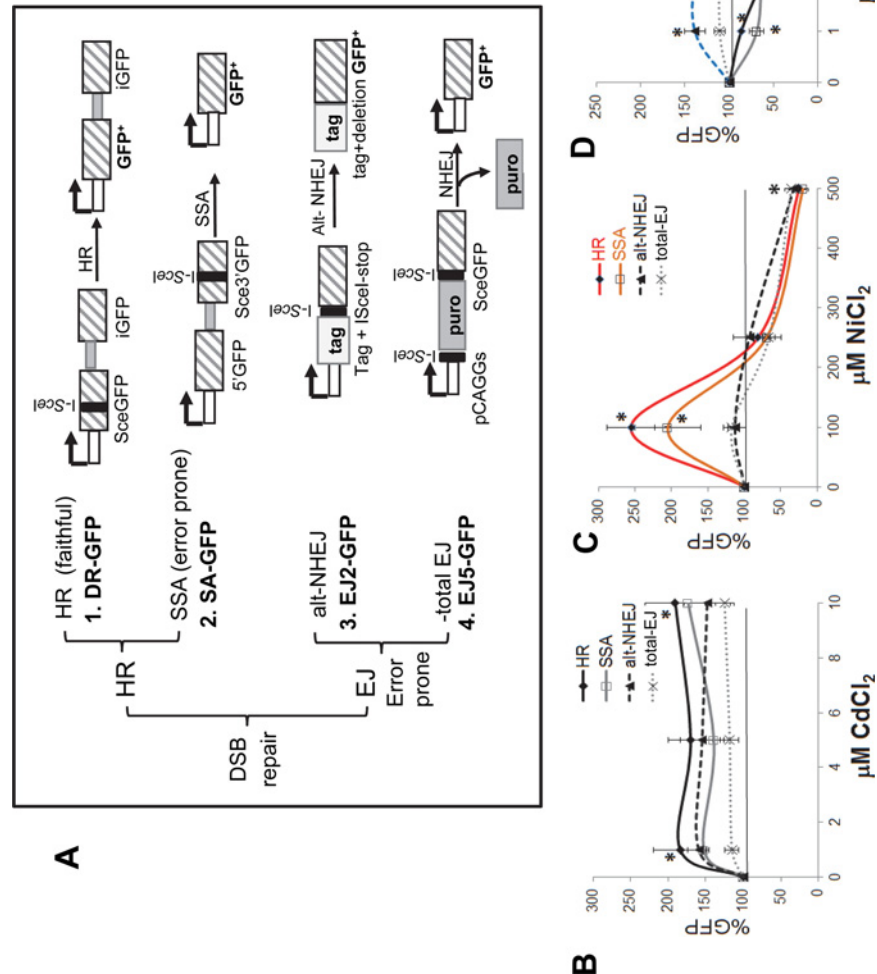 A
DSB
repair
HR
HR (faithful)
1. DR-GFP
SSA (error prone)
2. SA-GFP
EJ
Error
prone
alt-NHEJ
3. EJ2-GFP
-total EJ
4. EJ5-GFP
I-SceI
SceGFP
iGFP
HR
GFP+
iGFP
I-SceI
5'GFP
Sce3'GFP
SSA
GFP+
I-SceI
tag
Tag + ISceI-stop
Alt- NHEJ
tag
tag+deletion GFP+
I-SceI
I-SceI
puro
pCAGGs
SceGFP
NHEJ
puro
GFP+
B
%GFP
250
200
150
100
50
0
0 2 4 6 8 10
µM CdCl2
HR
SSA
alt-NHEJ
total-EJ
*
*
C
%GFP
300
250
200
150
100
50
0
0 100 200 300 400 500
µM NiCl2
HR
SSA
alt-NHEJ
total-EJ
*
*
*
D
%GFP
250
200
150
100
50
0
0 1
*
*
*